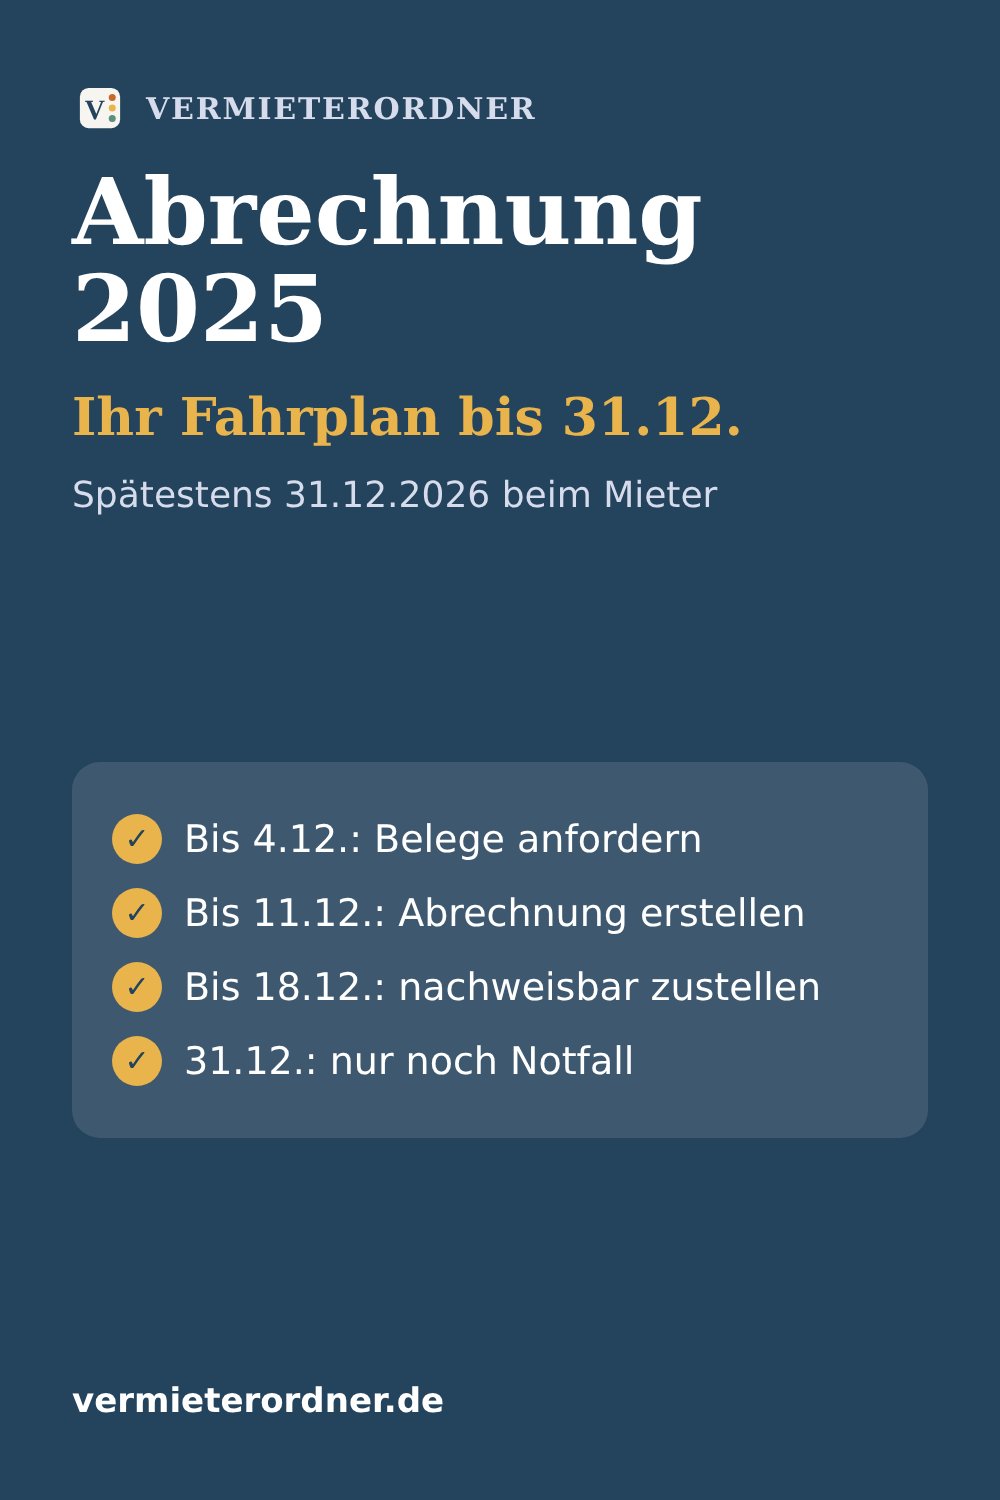 V
VERMIETERORDNER
Abrechnung
2025
Ihr Fahrplan bis 31.12.
Spätestens 31.12.2026 beim Mieter
✓ Bis 4.12.: Belege anfordern
✓ Bis 11.12.: Abrechnung erstellen
✓ Bis 18.12.: nachweisbar zustellen
✓ 31.12.: nur noch Notfall
vermieterordner.de